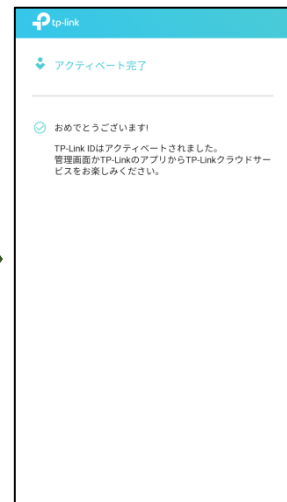 tp-link
アクティベート完了
おめでとうございます!
TP-Link IDはアクティベートされました。
管理画面かTP-LinkのアプリからTP-Linkクラウドサー
ビスをお楽しみください。